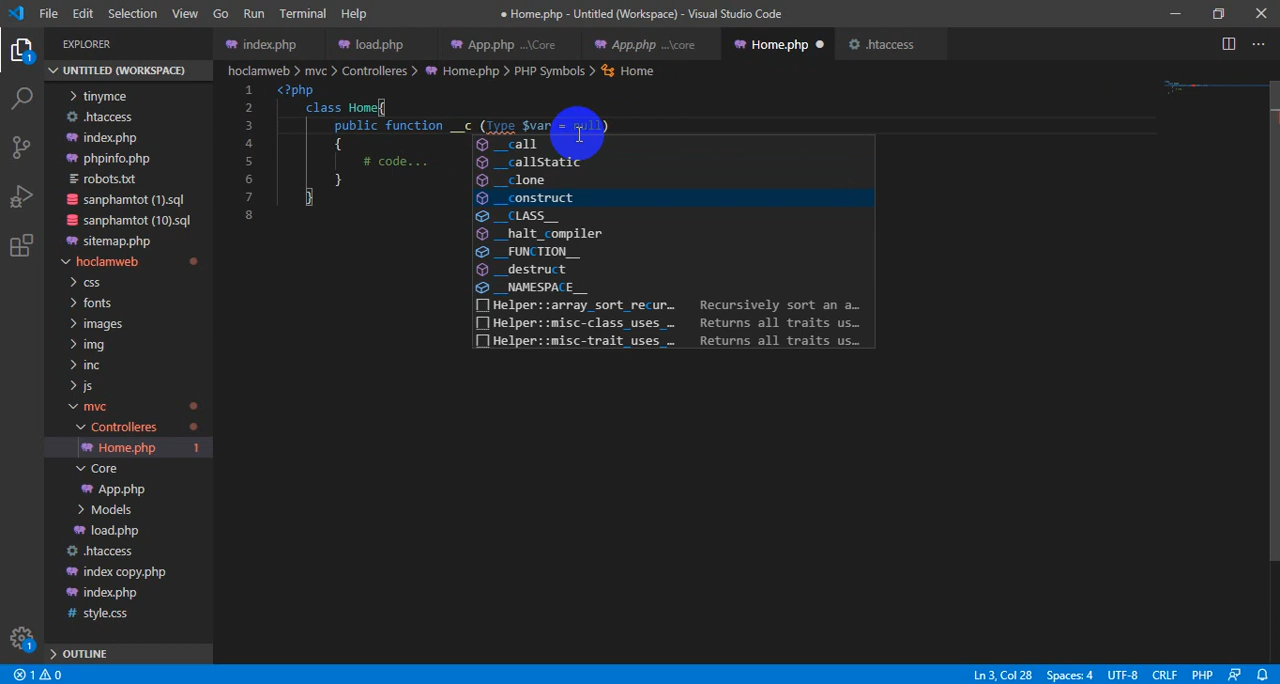 File Edit Selection View Go Run Terminal Help
● Home.php - Untitled (Workspace) - Visual Studio Code
EXPLORER
UNTITLED (WORKSPACE)
tinymce
.htaccess
index.php
phpinfo.php
robots.txt
sanphamtot (1).sql
sanphamtot (10).sql
sitemap.php
hoclamweb
css
fonts
images
img
inc
js
mvc
Controlleres
Home.php 1
Core
App.php
Models
load.php
.htaccess
index copy.php
index.php
style.css
OUTLINE
index.php load.php App.php ...\Core App.php ...\core Home.php ● .htaccess
hoclamweb > mvc > Controlleres > Home.php > PHP Symbols > Home
1 <?php
2 class Home{
3 public function __c (Type $var = null)
4 {
5 # code...
6 }
7 }
8
__call
__callStatic
__clone
__construct
__CLASS__
__halt_compiler
__FUNCTION__
__destruct
__NAMESPACE__
Helper::array_sort_recur… Recursively sort an a…
Helper::misc-class_uses_… Returns all traits us…
Helper::misc-trait_uses_… Returns all traits us…
1
1
1 0 Ln 3, Col 28 Spaces: 4 UTF-8 CRLF PHP